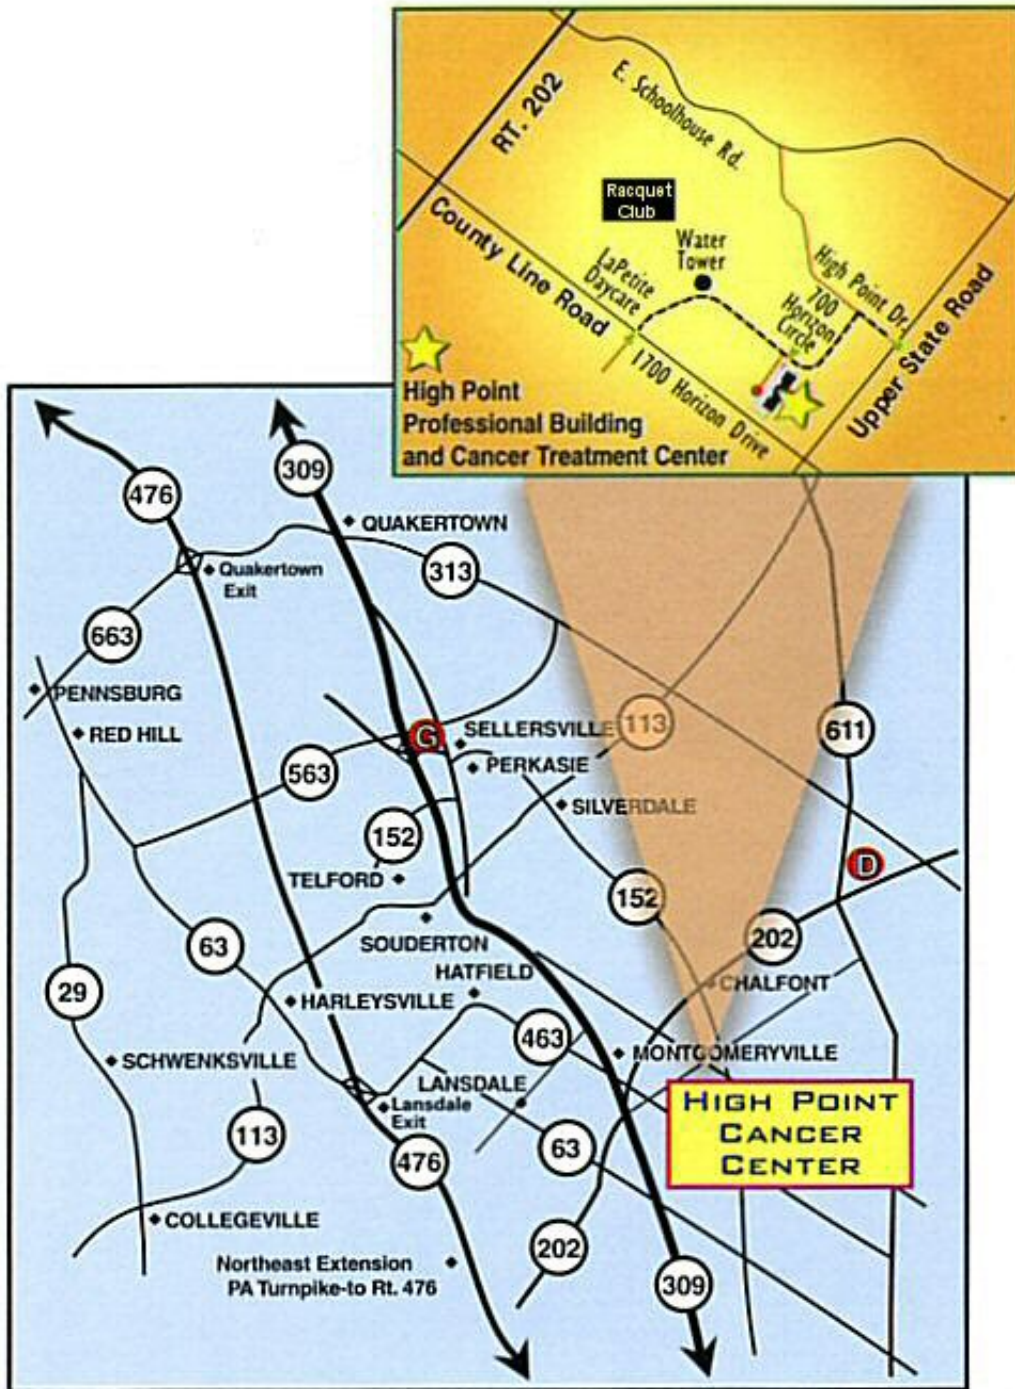 RT. 202
E. Schoolhouse Rd.
Racquet
Club
County Line Road
Water
Tower
LaPetite
Daycare
High Point Dr.
700
Horizon
Circle
Upper State Road
1700 Horizon Drive
High Point
Professional Building
and Cancer Treatment Center
476
309
QUAKERTOWN
Quakertown
Exit
313
663
PENNSBURG
RED HILL
G
SELLERSVILLE
113
611
PERKASIE
563
SILVERDALE
152
D
TELFORD
152
SOUDERTON
202
63
HATFIELD
CHALFONT
29
HARLEYSVILLE
463
SCHWENKSVILLE
MONTGOMERYVILLE
LANSDALE
Lansdale
Exit
HIGH POINT
CANCER
CENTER
113
63
476
COLLEGEVILLE
202
Northeast Extension
PA Turnpike-to Rt. 476
309